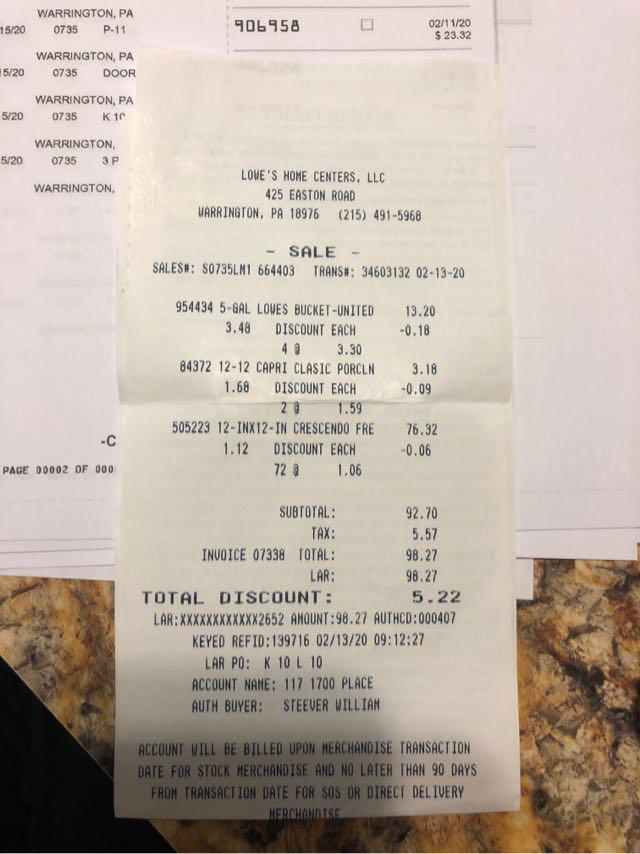 WARRINGTON, PA
15/20 0735 P-11
WARRINGTON, PA
5/20 0735 DOOR
WARRINGTON, PA
5/20 0735 K 10
WARRINGTON,
5/20 0735 3 P
WARRINGTON,
-C
PAGE 00002 OF 000
906958 02/11/20
$ 23.32
LOWE'S HOME CENTERS, LLC
425 EASTON ROAD
WARRINGTON, PA 18976 (215) 491-5968
- SALE -
SALES#: S0735LM1 664403 TRANS#: 34603132 02-13-20
954434 5-GAL LOWES BUCKET-UNITED 13.20
3.48 DISCOUNT EACH -0.18
4 @ 3.30
84372 12-12 CAPRI CLASIC PORCLN 3.18
1.68 DISCOUNT EACH -0.09
2 @ 1.59
505223 12-INX12-IN CRESCENDO FRE 76.32
1.12 DISCOUNT EACH -0.06
72 @ 1.06
SUBTOTAL: 92.70
TAX: 5.57
INVOICE 07338 TOTAL: 98.27
LAR: 98.27
TOTAL DISCOUNT: 5.22
LAR:XXXXXXXXXXXX2652 AMOUNT:98.27 AUTHCD:000407
KEYED REFID:139716 02/13/20 09:12:27
LAR PO: K 10 L 10
ACCOUNT NAME: 117 1700 PLACE
AUTH BUYER: STEEVER WILLIAM
ACCOUNT WILL BE BILLED UPON MERCHANDISE TRANSACTION
DATE FOR STOCK MERCHANDISE AND NO LATER THAN 90 DAYS
FROM TRANSACTION DATE FOR SOS OR DIRECT DELIVERY
MERCHANDISE